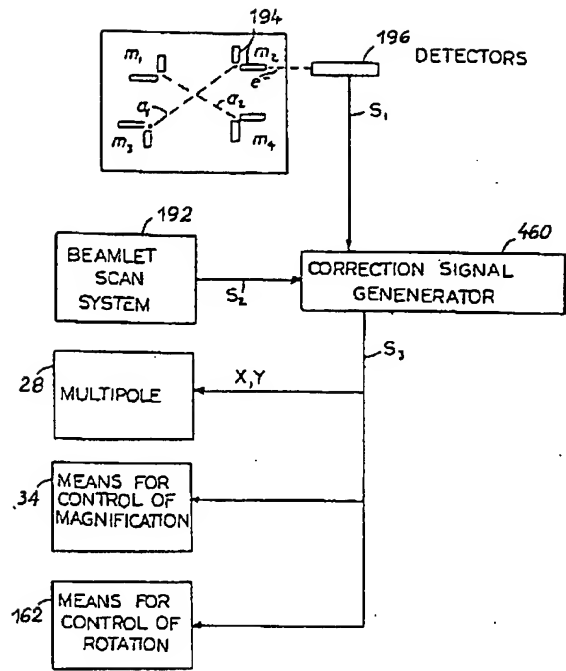 194
m1
m2
196
DETECTORS
e
a1
a2
S1
m3
m4
192
460
BEAMLET
SCAN
SYSTEM
S2
CORRECTION SIGNAL
GENENERATOR
S3
28
MULTIPOLE
X,Y
34
MEANS FOR
CONTROL OF
MAGNIFICATION
162
MEANS FOR
CONTROL OF
ROTATION